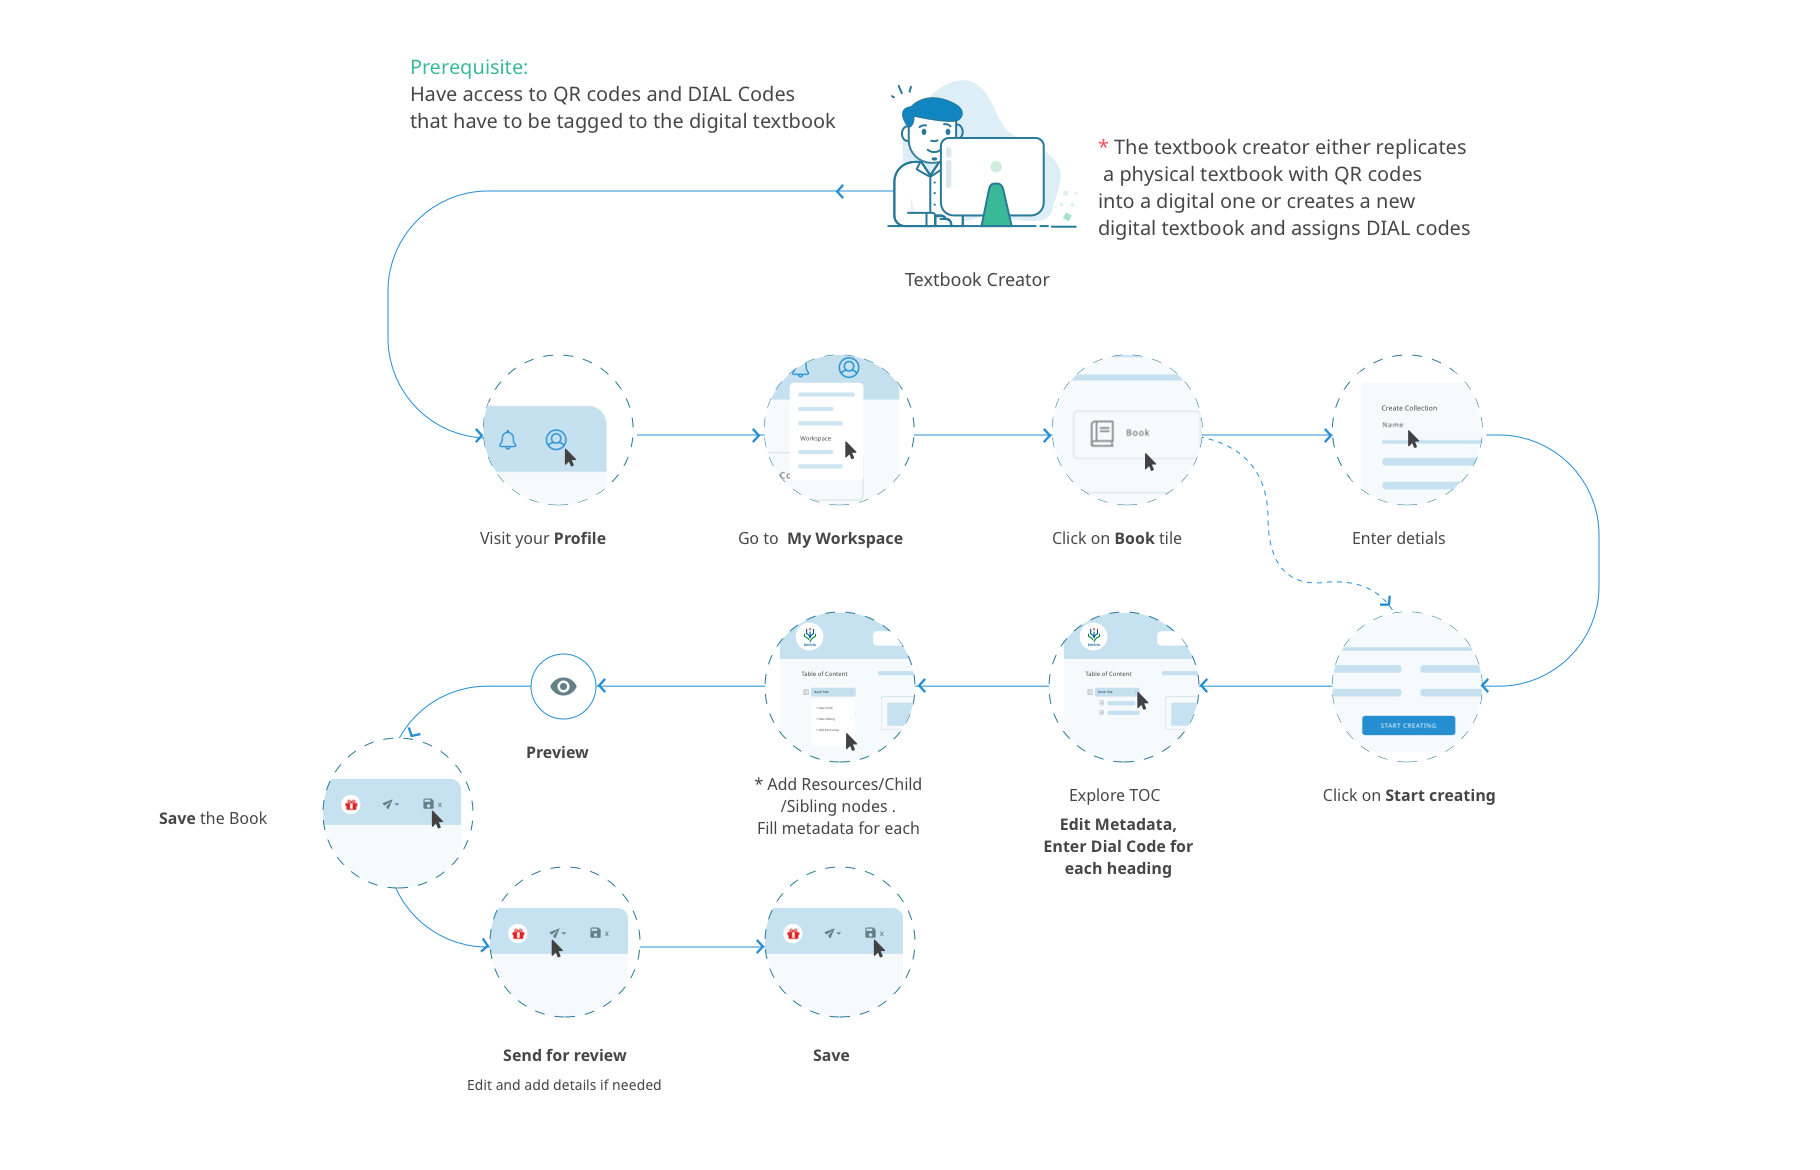 Prerequisite:
Have access to QR codes and DIAL Codes
that have to be tagged to the digital textbook
* The textbook creator either replicates
a physical textbook with QR codes
into a digital one or creates a new
digital textbook and assigns DIAL codes
Textbook Creator
Workspace
Co
Book
Create Collection
Name
Visit your Profile
Go to My Workspace
Click on Book tile
Enter detials
Table of Content
Book Title
Table of Content
Book Title
START CREATING
Preview
* Add Resources/Child
/Sibling nodes .
Fill metadata for each
Explore TOC
Edit Metadata,
Enter Dial Code for
each heading
Click on Start creating
x
Save the Book
x
x
Send for review
Edit and add details if needed
Save